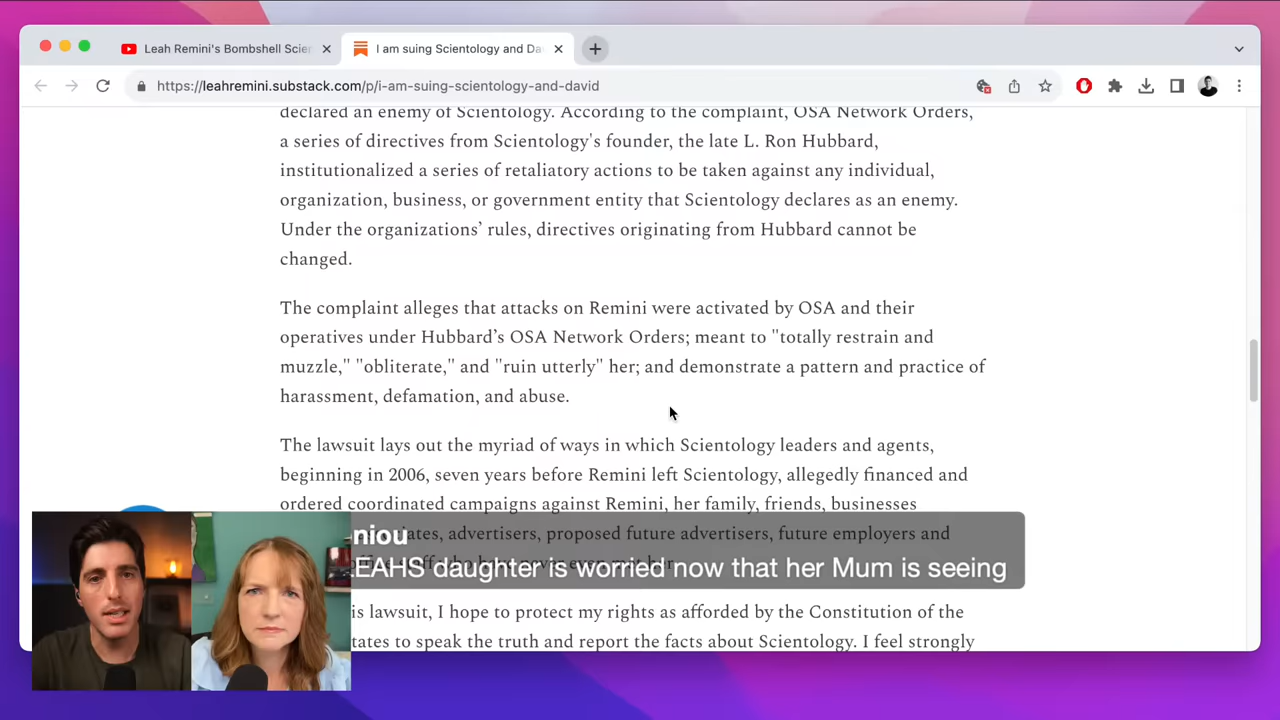 Leah Remini's Bombshell Scien
I am suing Scientology and Da
https://leahremini.substack.com/p/i-am-suing-scientology-and-david
declared an enemy of Scientology. According to the complaint, OSA Network Orders,
a series of directives from Scientology's founder, the late L. Ron Hubbard,
institutionalized a series of retaliatory actions to be taken against any individual,
organization, business, or government entity that Scientology declares as an enemy.
Under the organizations’ rules, directives originating from Hubbard cannot be
changed.
The complaint alleges that attacks on Remini were activated by OSA and their
operatives under Hubbard’s OSA Network Orders; meant to "totally restrain and
muzzle," "obliterate," and "ruin utterly" her; and demonstrate a pattern and practice of
harassment, defamation, and abuse.
The lawsuit lays out the myriad of ways in which Scientology leaders and agents,
beginning in 2006, seven years before Remini left Scientology, allegedly financed and
ordered coordinated campaigns against Remini, her family, friends, businesses
ates, advertisers, proposed future advertisers, future employers and
niou
LEAHS daughter is worried now that her Mum is seeing
is lawsuit, I hope to protect my rights as afforded by the Constitution of the
tates to speak the truth and report the facts about Scientology. I feel strongly